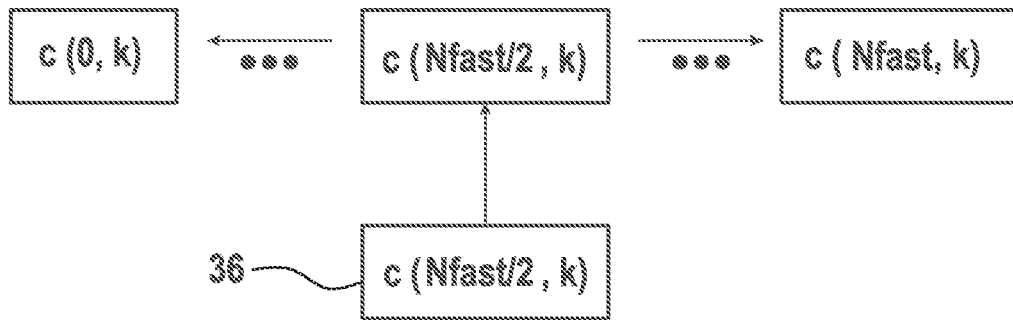 c (0, k)
•••
c (Nfast/2 , k)
•••
c ( Nfast, k)
36
c (Nfast/2 , k)